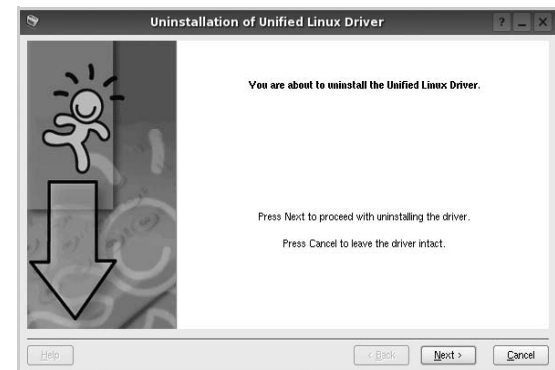 Uninstallation of Unified Linux Driver
You are about to uninstall the Unified Linux Driver.
Press Next to proceed with uninstalling the driver.
Press Cancel to leave the driver intact.
Help
< Back
Next >
Cancel